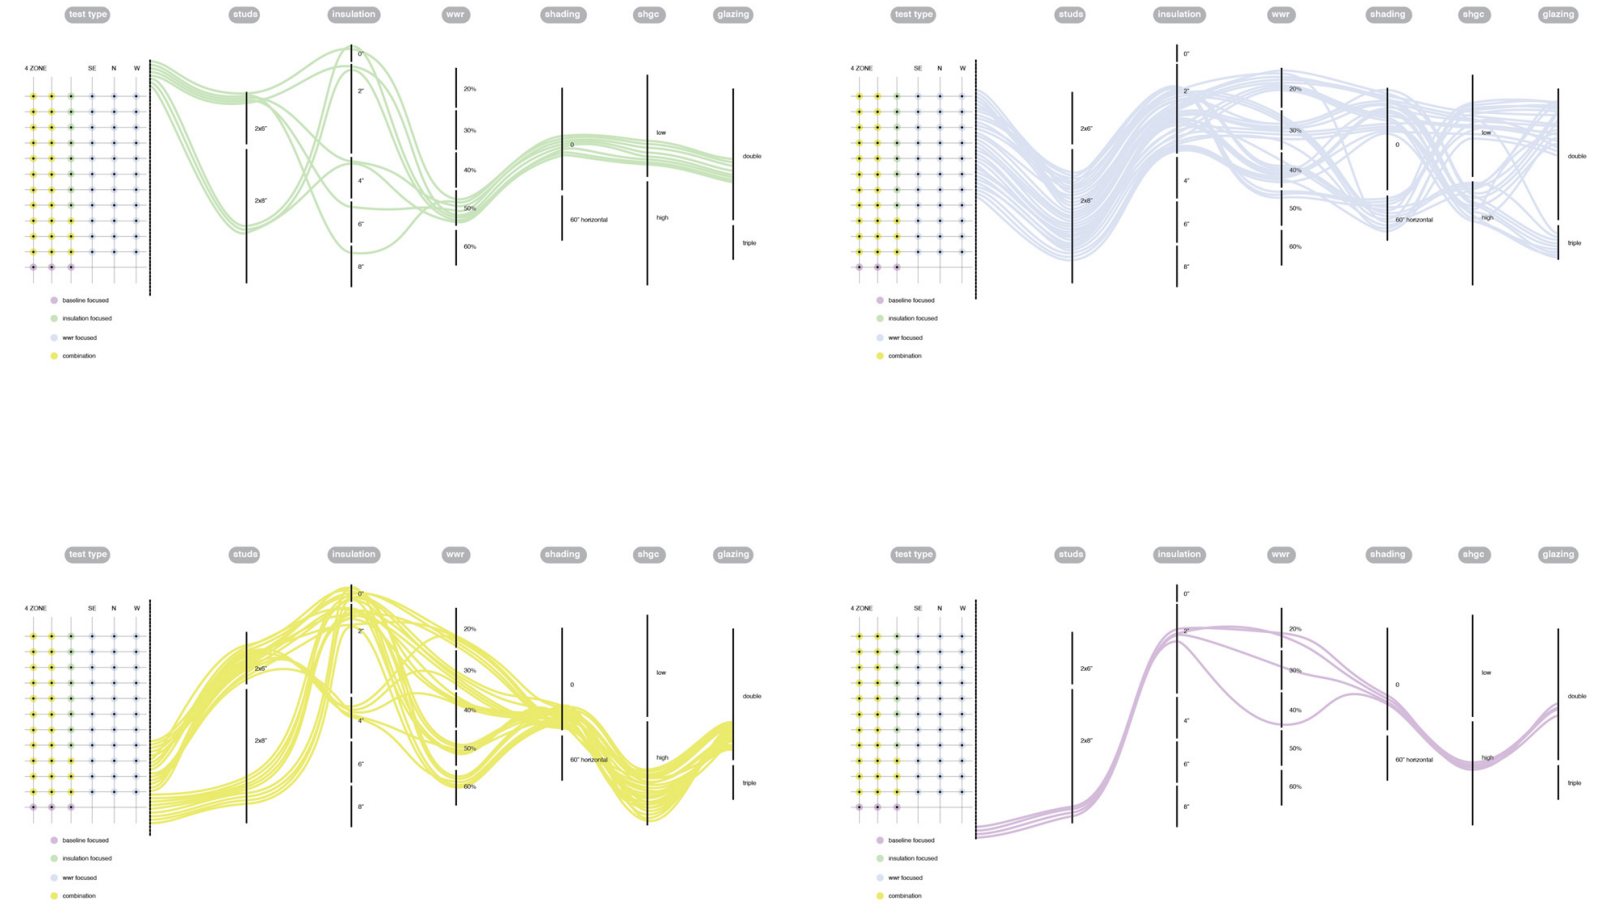 test type studs insulation wwr shading shgc glazing
4 ZONE SE N W
0"
20%
2"
2x6"
30%
low
0
double
40%
4"
2x8"
50%
60" horizontal
high
6"
60%
triple
8"
baseline focused
insulation focused
wwr focused
combination
test type studs insulation wwr shading shgc glazing
4 ZONE SE N W
0"
20%
2"
2x6"
30%
low
0
double
40%
4"
2x8"
50%
60" horizontal
high
6"
60%
triple
8"
baseline focused
insulation focused
wwr focused
combination
test type studs insulation wwr shading shgc glazing
4 ZONE SE N W
0"
20%
2"
2x6"
30%
low
0
double
40%
4"
2x8"
50%
60" horizontal
high
6"
60%
triple
8"
baseline focused
insulation focused
wwr focused
combination
test type studs insulation wwr shading shgc glazing
4 ZONE SE N W
0"
20%
2"
2x6"
30%
low
0
double
40%
4"
2x8"
50%
60" horizontal
high
6"
60%
triple
8"
baseline focused
insulation focused
wwr focused
combination